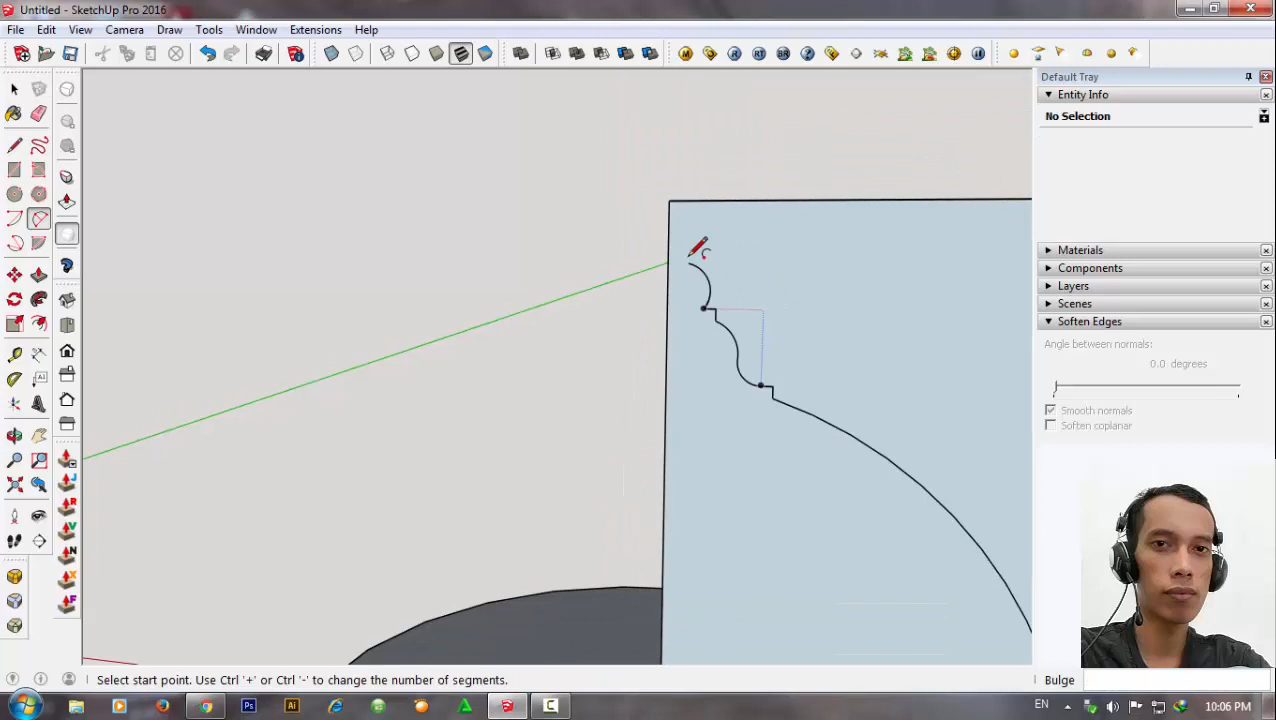 Untitled - SketchUp Pro 2016
File Edit View Camera Draw Tools Window Extensions Help
Default Tray
Entity Info
No Selection
Materials
Components
Layers
Scenes
Soften Edges
Angle between normals:
0.0 degrees
Smooth normals
Soften coplanar
Select start point. Use Ctrl '+' or Ctrl '-' to change the number of segments.
Bulge
EN
10:06 PM